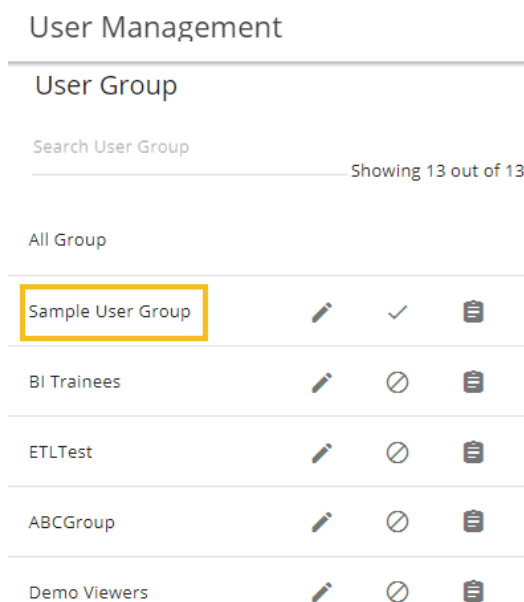 User Management
User Group
Search User Group
Showing 13 out of 13
All Group
Sample User Group
BI Trainees
ETLTest
ABCGroup
Demo Viewers